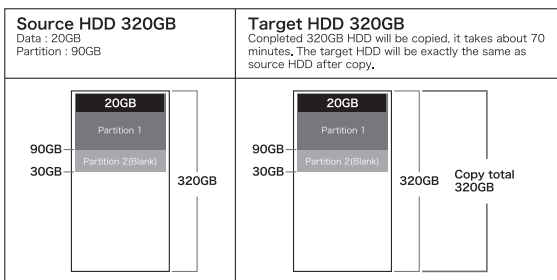 Source HDD 320GB
Data : 20GB
Partition : 90GB
Target HDD 320GB
Conpleted 320GB HDD will be copied, it takes about 70
minutes. The target HDD will be exactly the same as
source HDD after copy.
20GB
Partition 1
90GB
Partition 2(Blank)
30GB
320GB
20GB
Partition 1
90GB
Partition 2(Blank)
30GB
320GB
Copy total
320GB